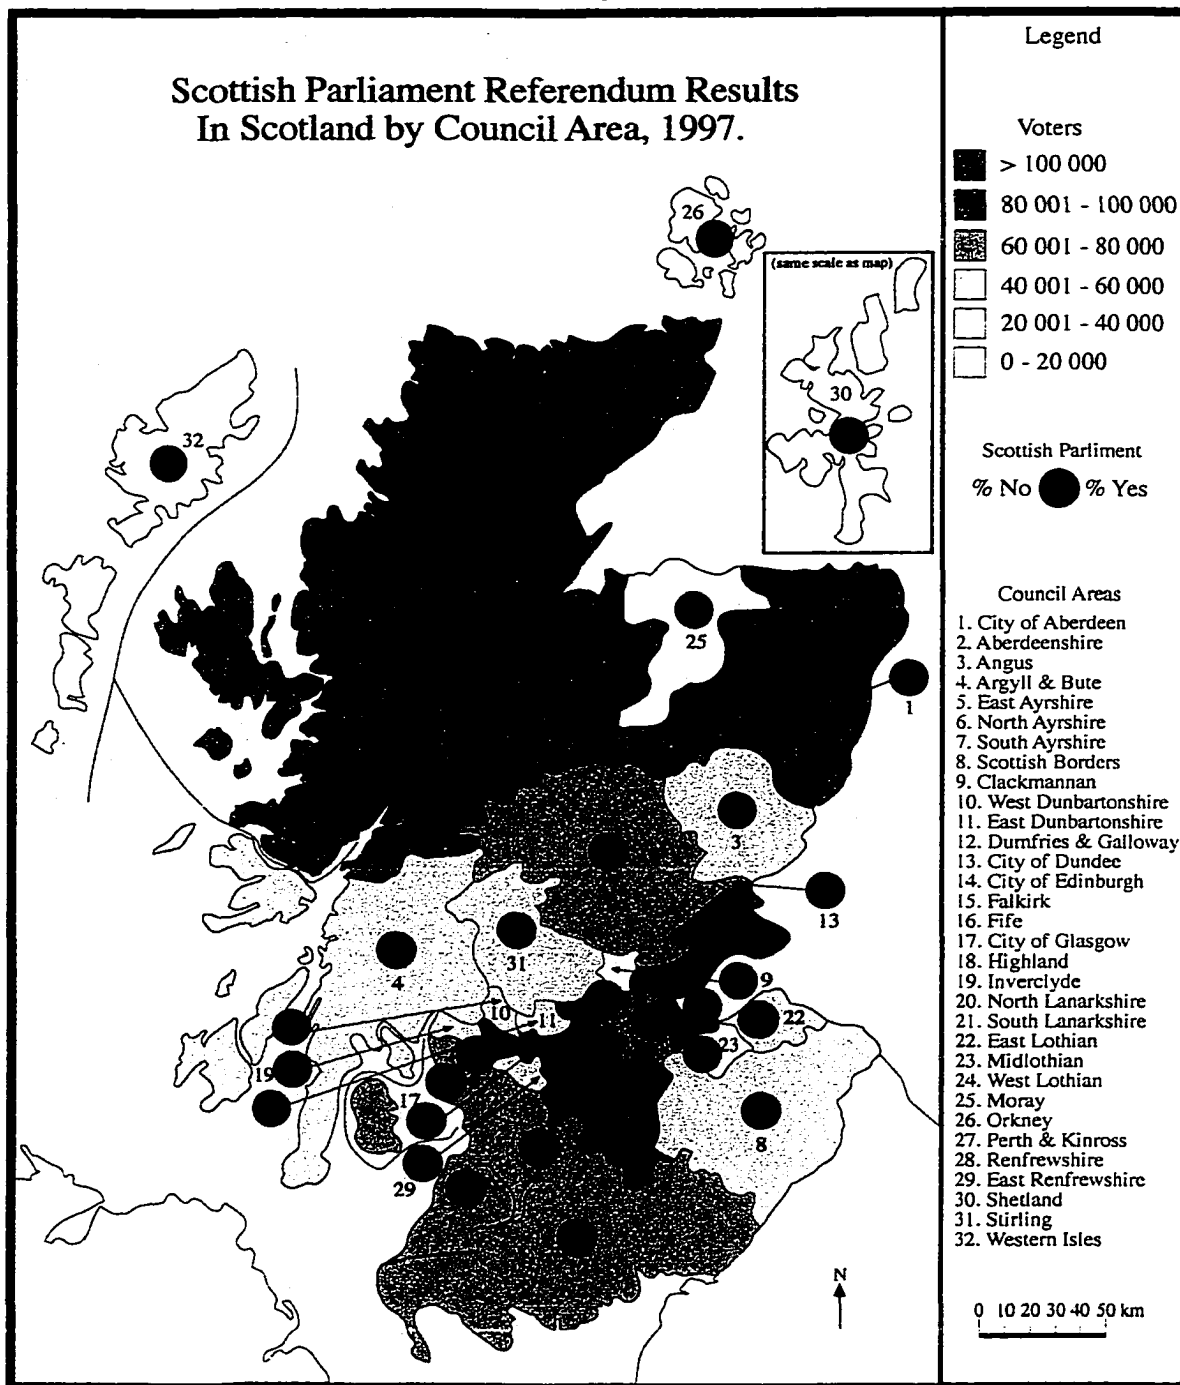 Scottish Parliament Referendum Results
In Scotland by Council Area, 1997.
26
(same scale as map)
30
32
25
1
3
13
31
4
9
10
11
22
23
19
17
8
29
N
Legend
Voters
> 100 000
80 001 - 100 000
60 001 - 80 000
40 001 - 60 000
20 001 - 40 000
0 - 20 000
Scottish Parliment
% No % Yes
Council Areas
1. City of Aberdeen
2. Aberdeenshire
3. Angus
4. Argyll & Bute
5. East Ayrshire
6. North Ayrshire
7. South Ayrshire
8. Scottish Borders
9. Clackmannan
10. West Dunbartonshire
11. East Dunbartonshire
12. Dumfries & Galloway
13. City of Dundee
14. City of Edinburgh
15. Falkirk
16. Fife
17. City of Glasgow
18. Highland
19. Inverclyde
20. North Lanarkshire
21. South Lanarkshire
22. East Lothian
23. Midlothian
24. West Lothian
25. Moray
26. Orkney
27. Perth & Kinross
28. Renfrewshire
29. East Renfrewshire
30. Shetland
31. Stirling
32. Western Isles
0 10 20 30 40 50 km